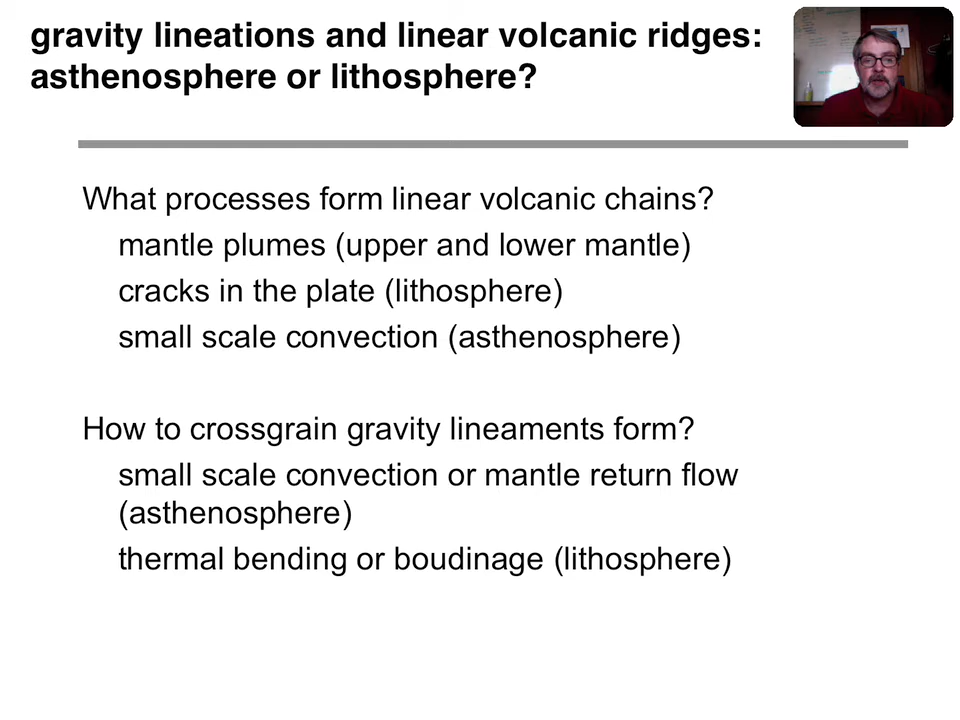 gravity lineations and linear volcanic ridges:
asthenosphere or lithosphere?
What processes form linear volcanic chains?
mantle plumes (upper and lower mantle)
cracks in the plate (lithosphere)
small scale convection (asthenosphere)
How to crossgrain gravity lineaments form?
small scale convection or mantle return flow
(asthenosphere)
thermal bending or boudinage (lithosphere)